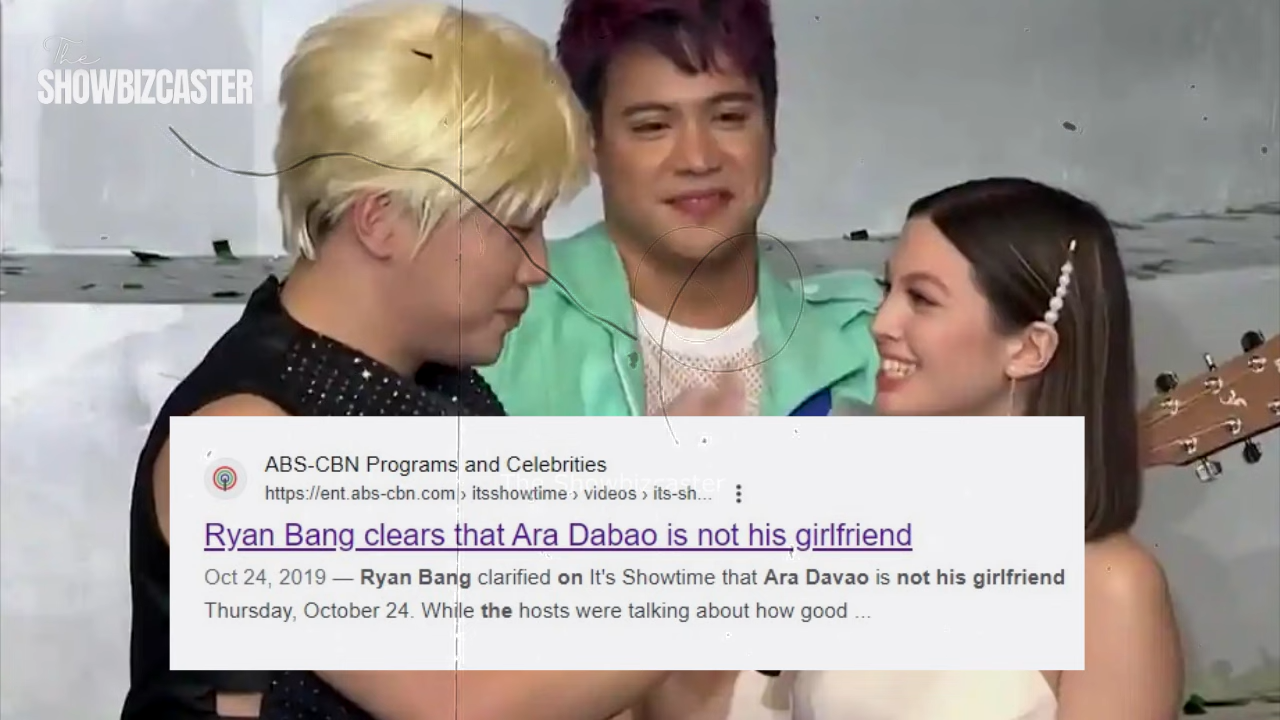 The
SHOWBIZCASTER
ABS-CBN Programs and Celebrities
https://ent.abs-cbn.com › itsshowtime › videos › its-sh...
The Showbizcaster
Ryan Bang clears that Ara Dabao is not his girlfriend
Oct 24, 2019 — Ryan Bang clarified on It's Showtime that Ara Davao is not his girlfriend
Thursday, October 24. While the hosts were talking about how good ...